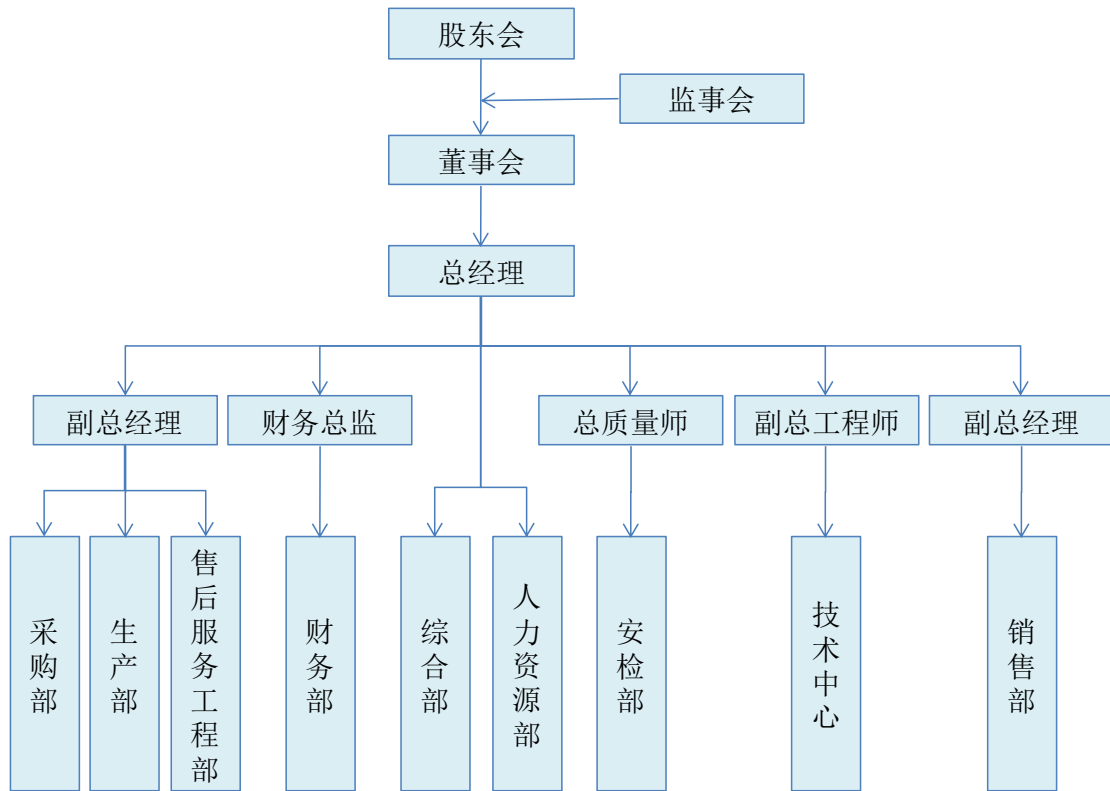 股东会
监事会
董事会
总经理
副总经理
财务总监
总质量师
副总工程师
副总经理
采购部
生产部
售后服务工程部
财务部
综合部
人力资源部
安检部
技术中心
销售部